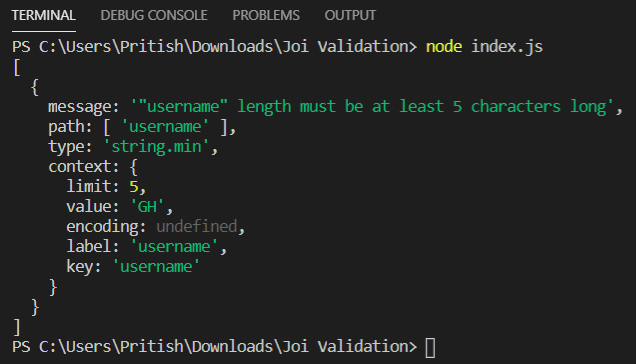 TERMINAL DEBUG CONSOLE PROBLEMS OUTPUT
PS C:\Users\Pritish\Downloads\Joi Validation> node index.js
[
  {
    message: '"username" length must be at least 5 characters long',
    path: [ 'username' ],
    type: 'string.min',
    context: {
      limit: 5,
      value: 'GH',
      encoding: undefined,
      label: 'username',
      key: 'username'
    }
  }
]
PS C:\Users\Pritish\Downloads\Joi Validation>